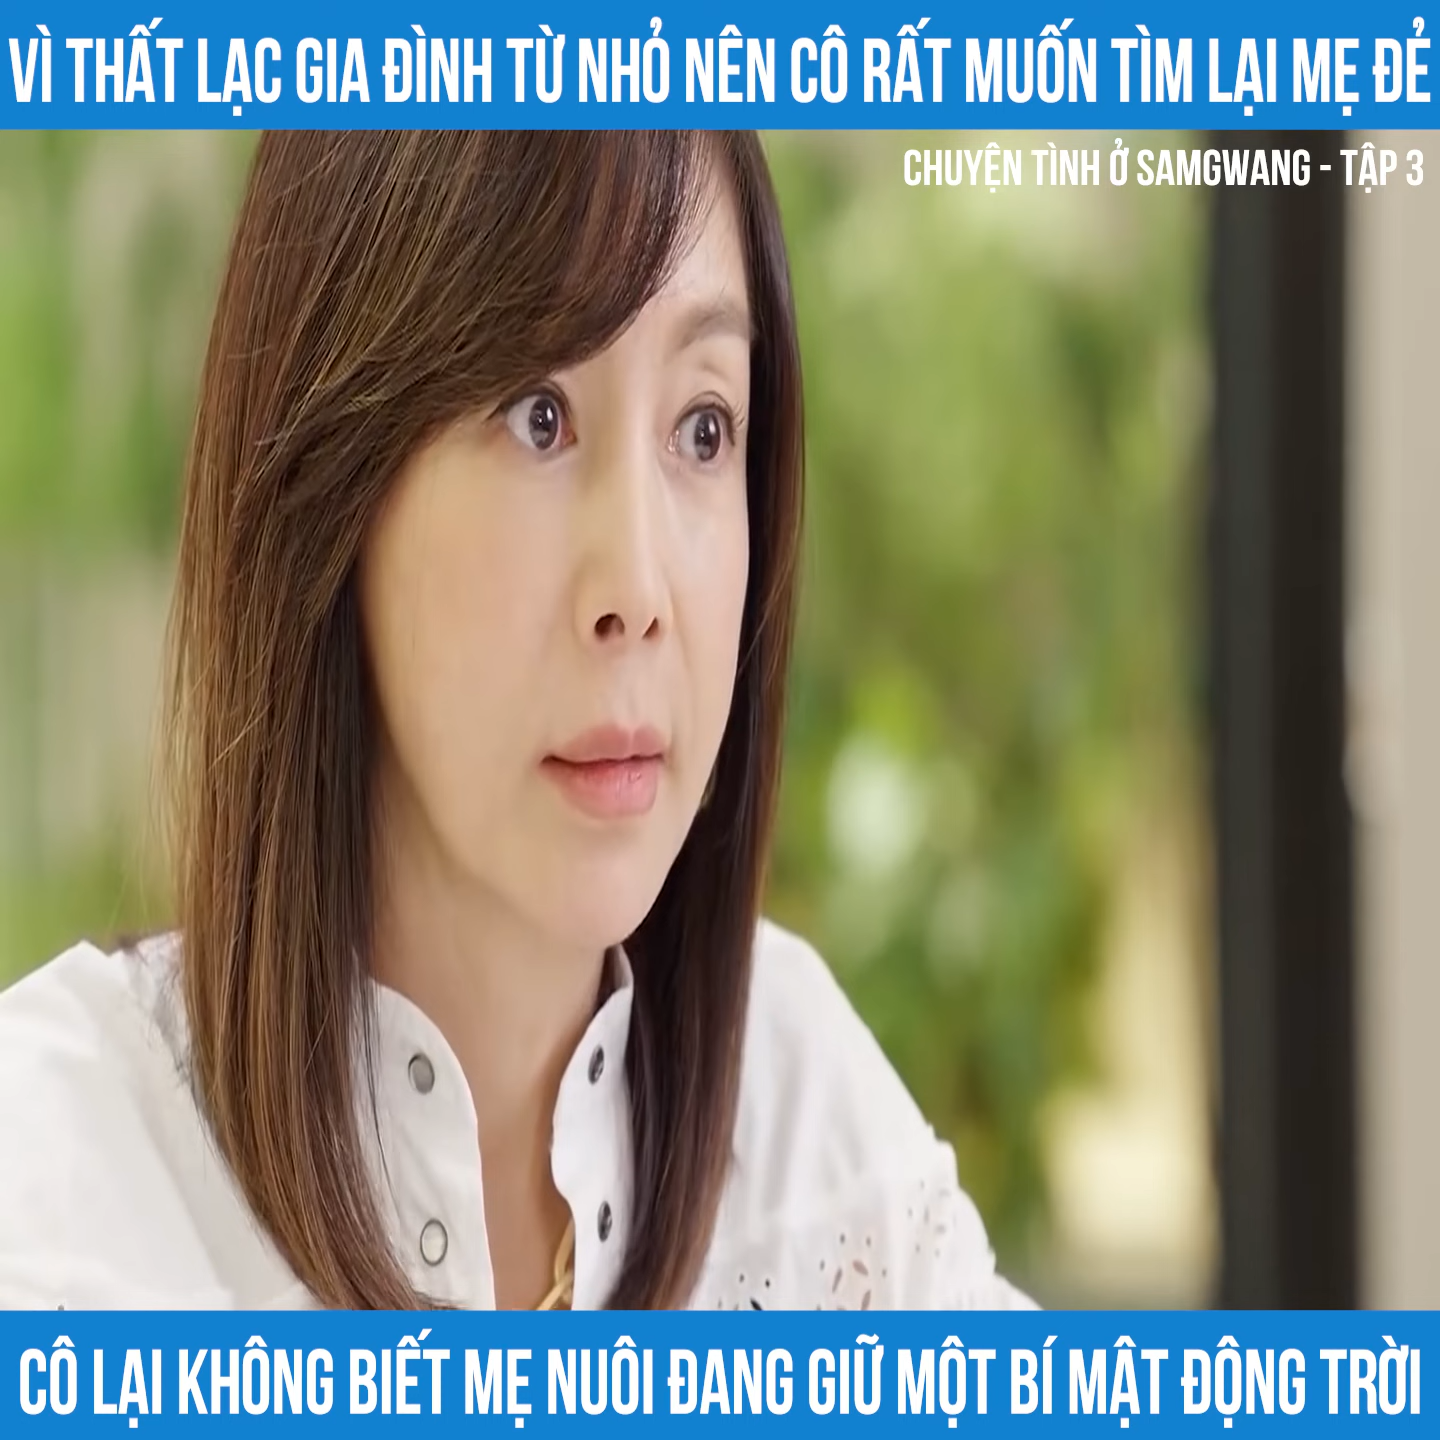 VÌ THẤT LẠC GIA ĐÌNH TỪ NHỎ NÊN CÔ RẤT MUỐN TÌM LẠI MẸ ĐẺ
CHUYỆN TÌNH Ở SAMGWANG - TẬP 3
CÔ LẠI KHÔNG BIẾT MẸ NUÔI ĐANG GIỮ MỘT BÍ MẬT ĐỘNG TRỜI